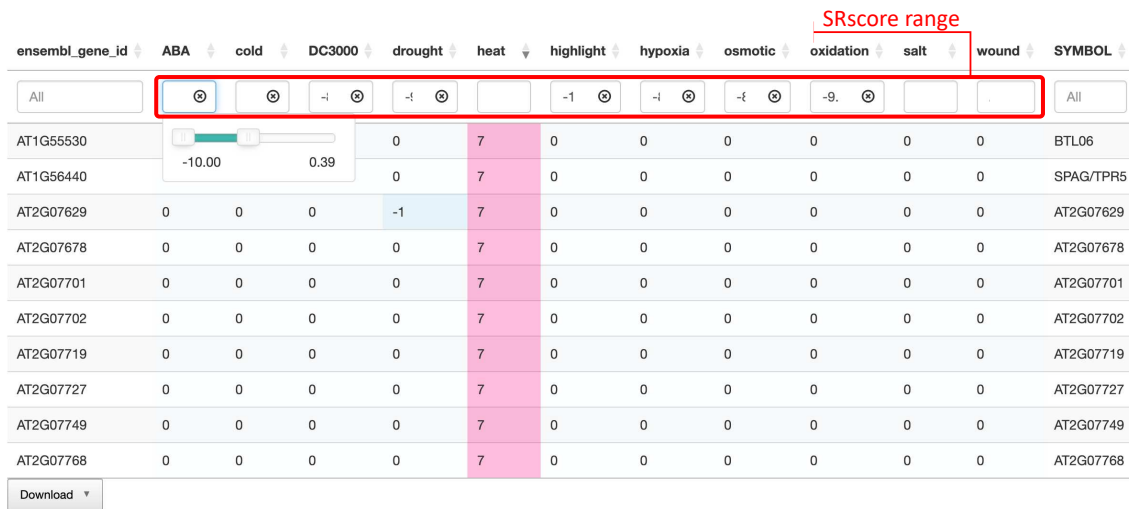 SRscore range
ensembl_gene_id ABA cold DC3000 drought heat highlight hypoxia osmotic oxidation salt wound SYMBOL
All -1 -9. All
AT1G55530 0 7 0 0 0 0 0 0 BTL06
-10.00 0.39
AT1G56440 0 7 0 0 0 0 0 0 SPAG/TPR5
AT2G07629 0 0 0 -1 7 0 0 0 0 0 0 AT2G07629
AT2G07678 0 0 0 0 7 0 0 0 0 0 0 AT2G07678
AT2G07701 0 0 0 0 7 0 0 0 0 0 0 AT2G07701
AT2G07702 0 0 0 0 7 0 0 0 0 0 0 AT2G07702
AT2G07719 0 0 0 0 7 0 0 0 0 0 0 AT2G07719
AT2G07727 0 0 0 0 7 0 0 0 0 0 0 AT2G07727
AT2G07749 0 0 0 0 7 0 0 0 0 0 0 AT2G07749
AT2G07768 0 0 0 0 7 0 0 0 0 0 0 AT2G07768
Download